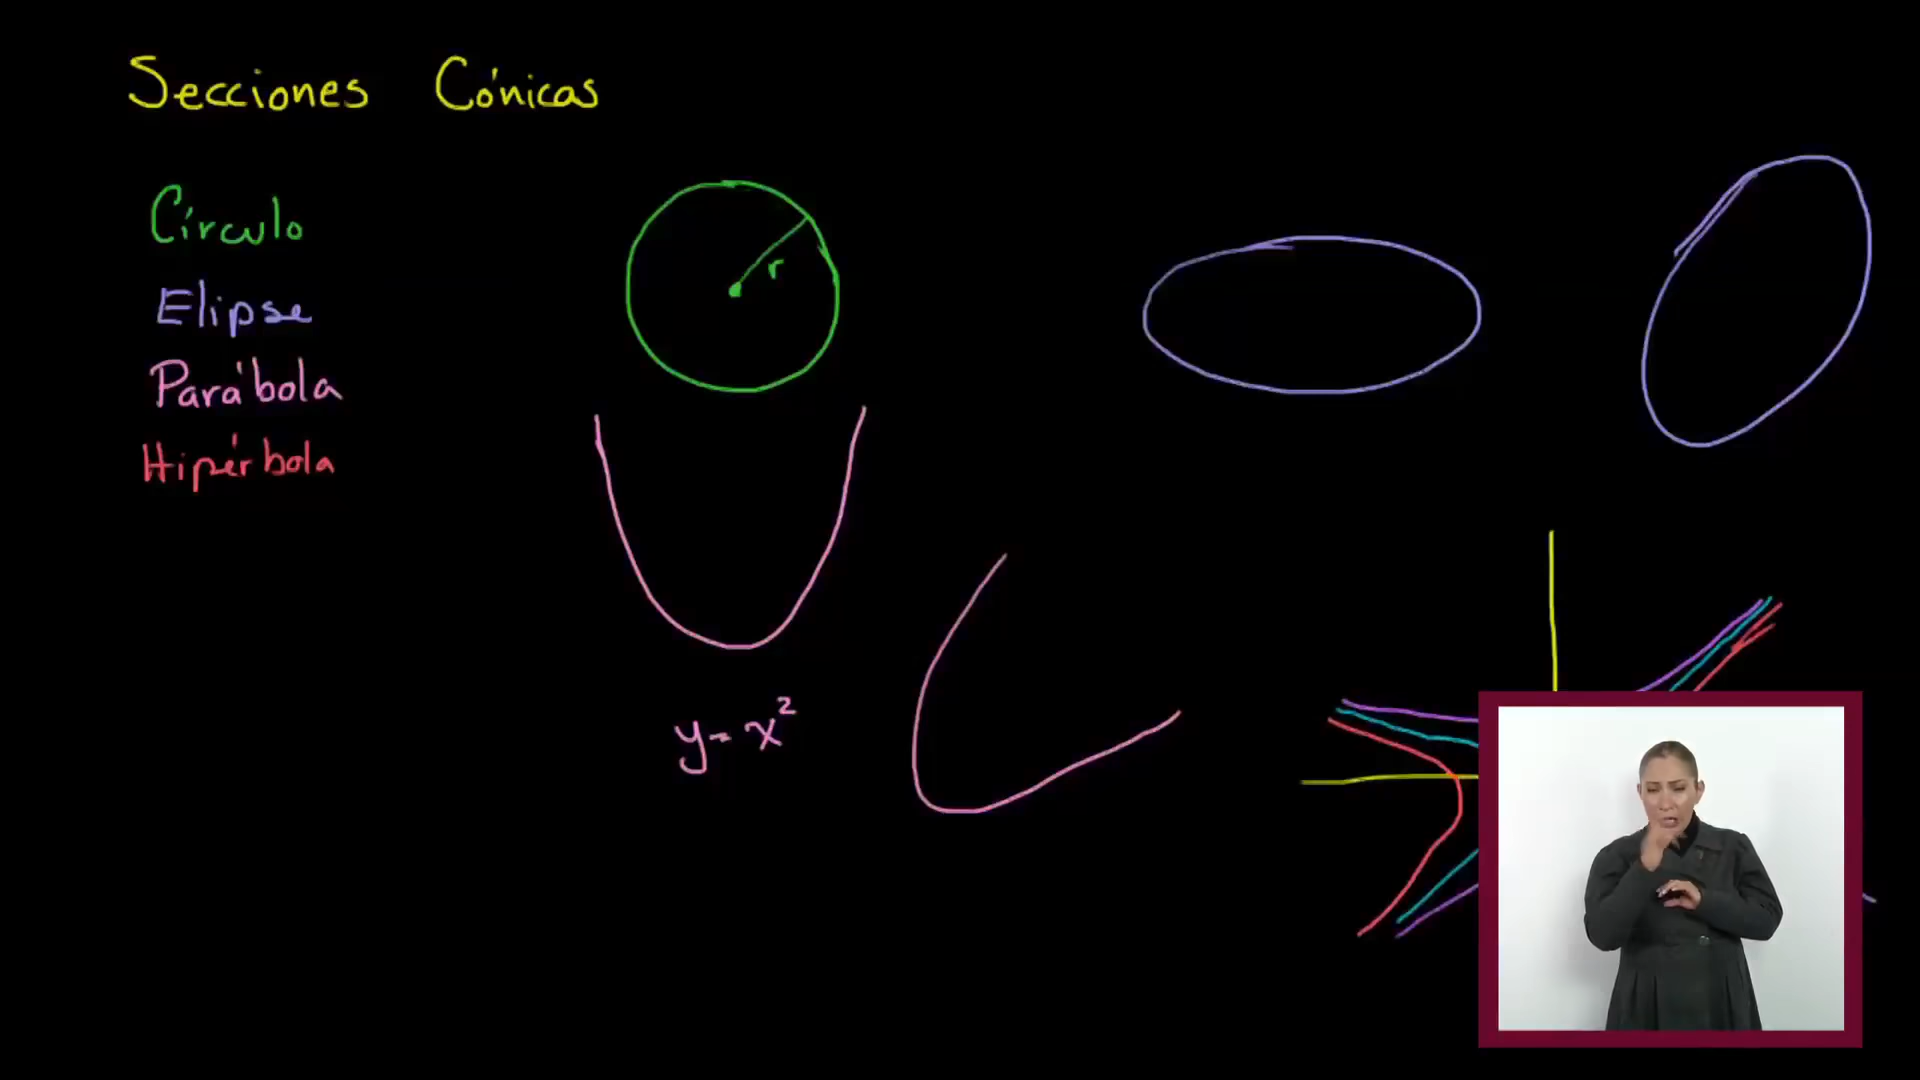 Secciones Cónicas
Círculo
Elipse
Parábola
Hipérbola
r
y=x²